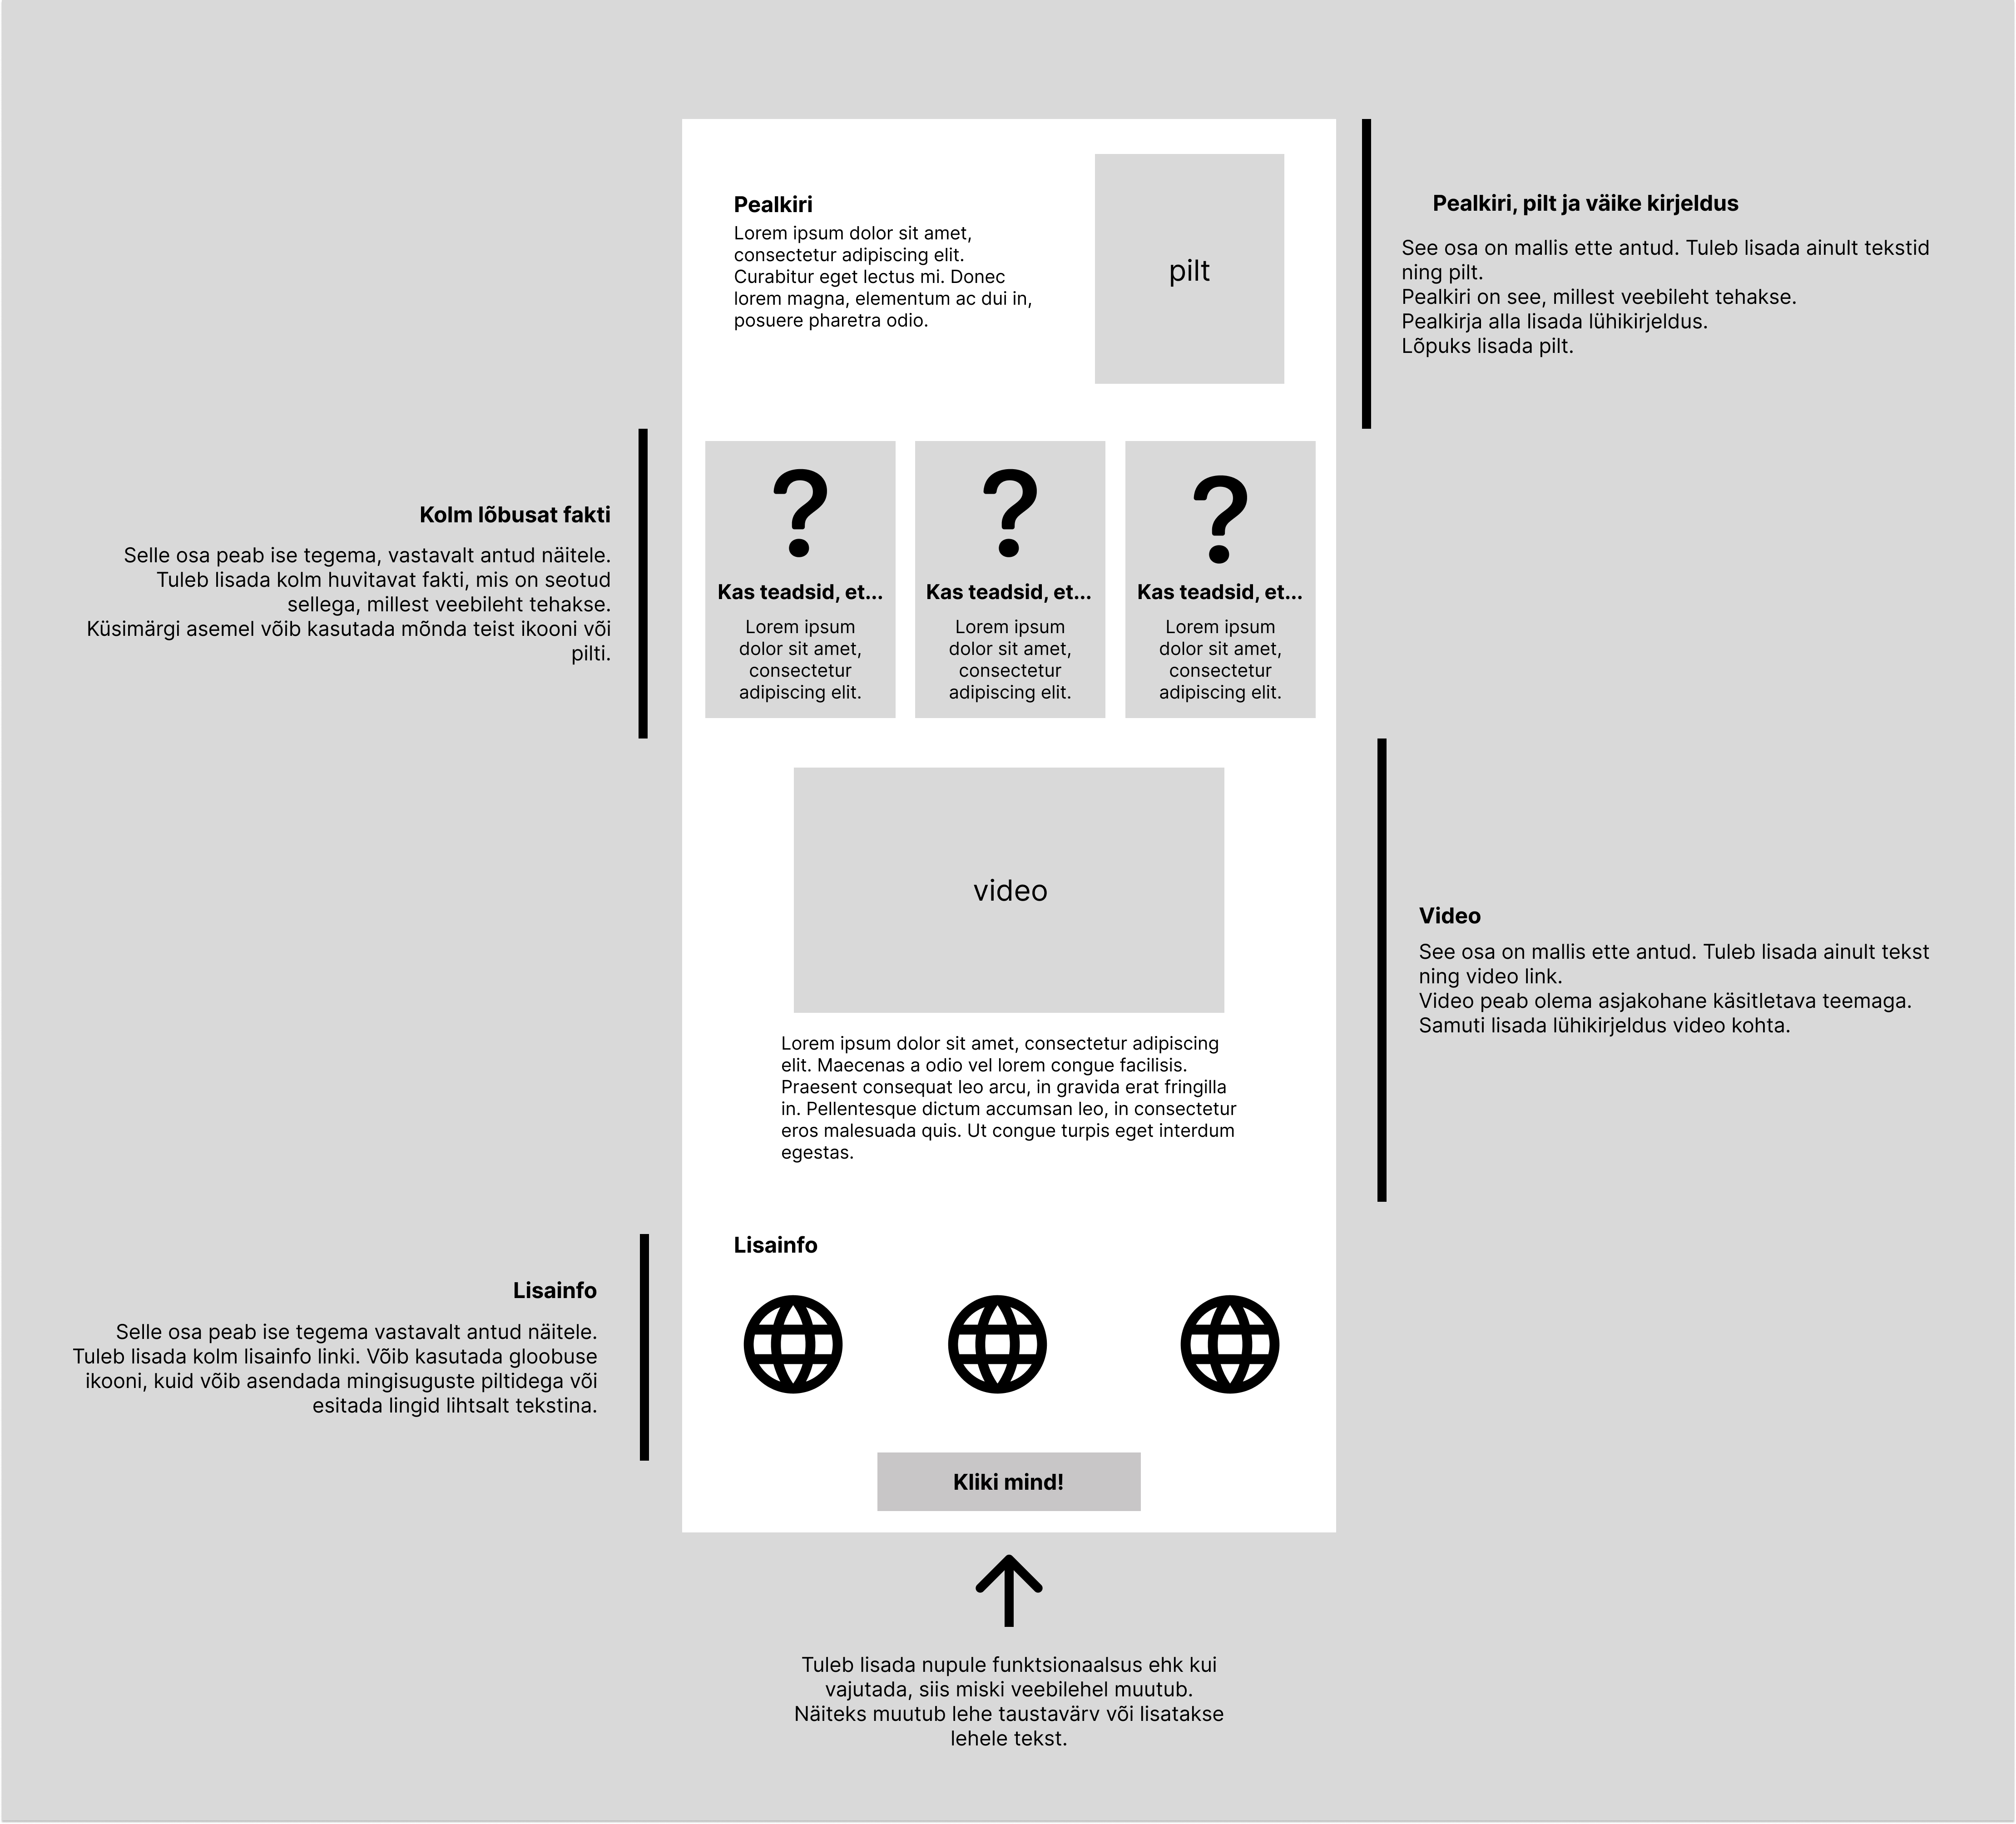 Pealkiri
Lorem ipsum dolor sit amet,
consectetur adipiscing elit.
Curabitur eget lectus mi. Donec
lorem magna, elementum ac dui in,
posuere pharetra odio.
pilt
Pealkiri, pilt ja väike kirjeldus
See osa on mallis ette antud. Tuleb lisada ainult tekstid
ning pilt.
Pealkiri on see, millest veebileht tehakse.
Pealkirja alla lisada lühikirjeldus.
Lõpuks lisada pilt.
Kolm lõbusat fakti
Selle osa peab ise tegema, vastavalt antud näitele.
Tuleb lisada kolm huvitavat fakti, mis on seotud
sellega, millest veebileht tehakse.
Küsimärgi asemel võib kasutada mõnda teist ikooni või
pilti.
?
Kas teadsid, et...
Lorem ipsum
dolor sit amet,
consectetur
adipiscing elit.
?
Kas teadsid, et...
Lorem ipsum
dolor sit amet,
consectetur
adipiscing elit.
?
Kas teadsid, et...
Lorem ipsum
dolor sit amet,
consectetur
adipiscing elit.
video
Lorem ipsum dolor sit amet, consectetur adipiscing
elit. Maecenas a odio vel lorem congue facilisis.
Praesent consequat leo arcu, in gravida erat fringilla
in. Pellentesque dictum accumsan leo, in consectetur
eros malesuada quis. Ut congue turpis eget interdum
egestas.
Video
See osa on mallis ette antud. Tuleb lisada ainult tekst
ning video link.
Video peab olema asjakohane käsitletava teemaga.
Samuti lisada lühikirjeldus video kohta.
Lisainfo
Lisainfo
Selle osa peab ise tegema vastavalt antud näitele.
Tuleb lisada kolm lisainfo linki. Võib kasutada gloobuse
ikooni, kuid võib asendada mingisuguste piltidega või
esitada lingid lihtsalt tekstina.
Kliki mind!
Tuleb lisada nupule funktsionaalsus ehk kui
vajutada, siis miski veebilehel muutub.
Näiteks muutub lehe taustavärv või lisatakse
lehele tekst.